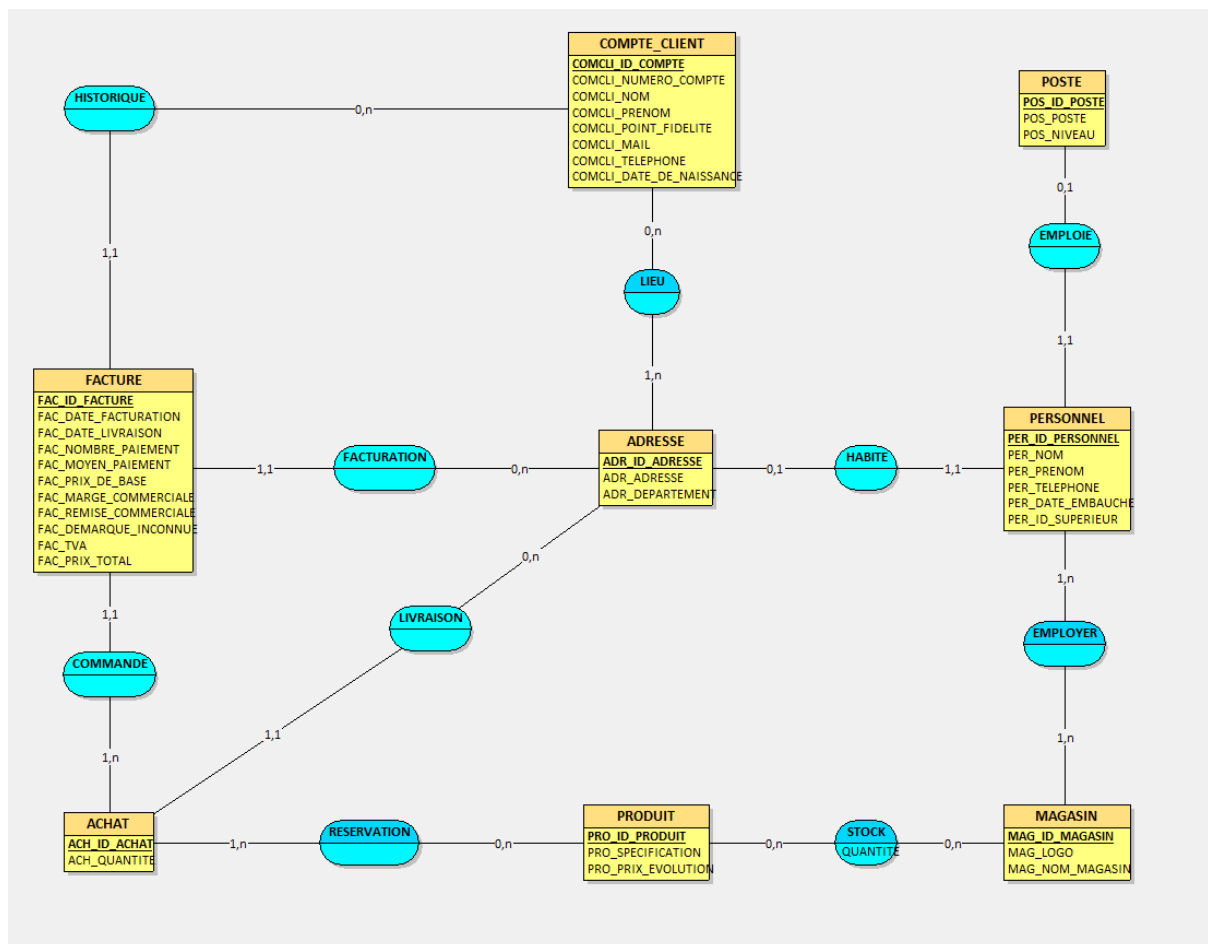 COMPTE_CLIENT
COMCLI_ID_COMPTE
COMCLI_NUMERO_COMPTE
COMCLI_NOM
COMCLI_PRENOM
COMCLI_POINT_FIDELITE
COMCLI_MAIL
COMCLI_TELEPHONE
COMCLI_DATE_DE_NAISSANCE
POSTE
POS_ID_POSTE
POS_POSTE
POS_NIVEAU
HISTORIQUE
0,n
1,1
0,n
LIEU
1,n
0,1
EMPLOIE
1,1
FACTURE
FAC_ID_FACTURE
FAC_DATE_FACTURATION
FAC_DATE_LIVRAISON
FAC_NOMBRE_PAIEMENT
FAC_MOYEN_PAIEMENT
FAC_PRIX_DE_BASE
FAC_MARGE_COMMERCIALE
FAC_REMISE_COMMERCIALE
FAC_DEMARQUE_INCONNUE
FAC_TVA
FAC_PRIX_TOTAL
1,1
FACTURATION
0,n
ADRESSE
ADR_ID_ADRESSE
ADR_ADRESSE
ADR_DEPARTEMENT
0,1
HABITE
1,1
PERSONNEL
PER_ID_PERSONNEL
PER_NOM
PER_PRENOM
PER_TELEPHONE
PER_DATE_EMBAUCHE
PER_ID_SUPERIEUR
1,1
COMMANDE
1,n
0,n
LIVRAISON
1,1
1,n
EMPLOYER
1,n
ACHAT
ACH_ID_ACHAT
ACH_QUANTITE
1,n
RESERVATION
0,n
PRODUIT
PRO_ID_PRODUIT
PRO_SPECIFICATION
PRO_PRIX_EVOLUTION
0,n
STOCK
QUANTITE
0,n
MAGASIN
MAG_ID_MAGASIN
MAG_LOGO
MAG_NOM_MAGASIN